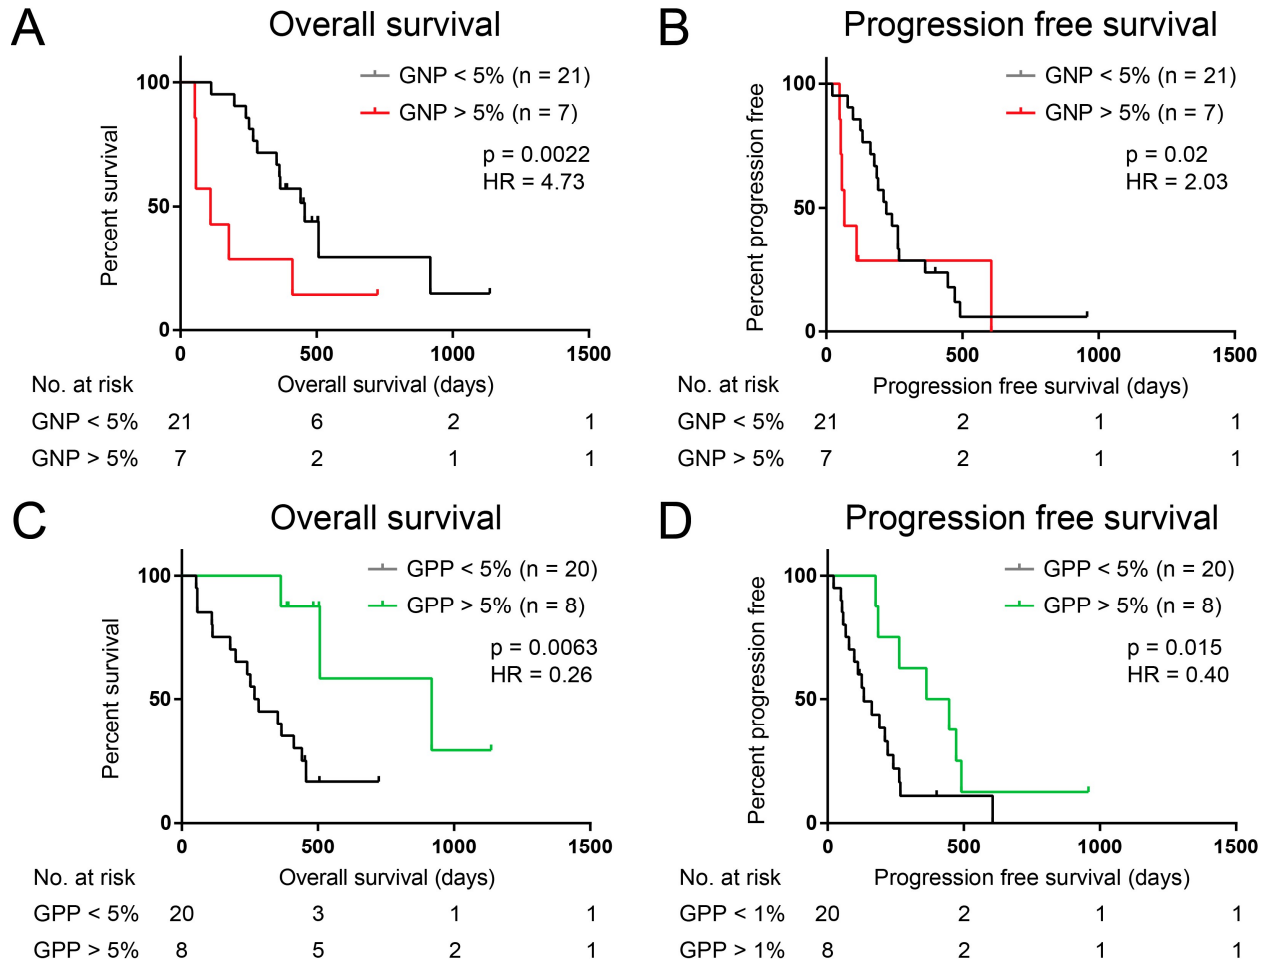 A
Overall survival
GNP < 5% (n = 21)
GNP > 5% (n = 7)
p = 0.0022
HR = 4.73
Percent survival
100
50
0
0 500 1000 1500
No. at risk Overall survival (days)
GNP < 5% 21 6 2 1
GNP > 5% 7 2 1 1
B
Progression free survival
GNP < 5% (n = 21)
GNP > 5% (n = 7)
p = 0.02
HR = 2.03
Percent progression free
100
50
0
0 500 1000 1500
No. at risk Progression free survival (days)
GNP < 5% 21 2 1 1
GNP > 5% 7 2 1 1
C
Overall survival
GPP < 5% (n = 20)
GPP > 5% (n = 8)
p = 0.0063
HR = 0.26
Percent survival
100
50
0
0 500 1000 1500
No. at risk Overall survival (days)
GPP < 5% 20 3 1 1
GPP > 5% 8 5 2 1
D
Progression free survival
GPP < 5% (n = 20)
GPP > 5% (n = 8)
p = 0.015
HR = 0.40
Percent progression free
100
50
0
0 500 1000 1500
No. at risk Progression free survival (days)
GPP < 1% 20 2 1 1
GPP > 1% 8 2 1 1